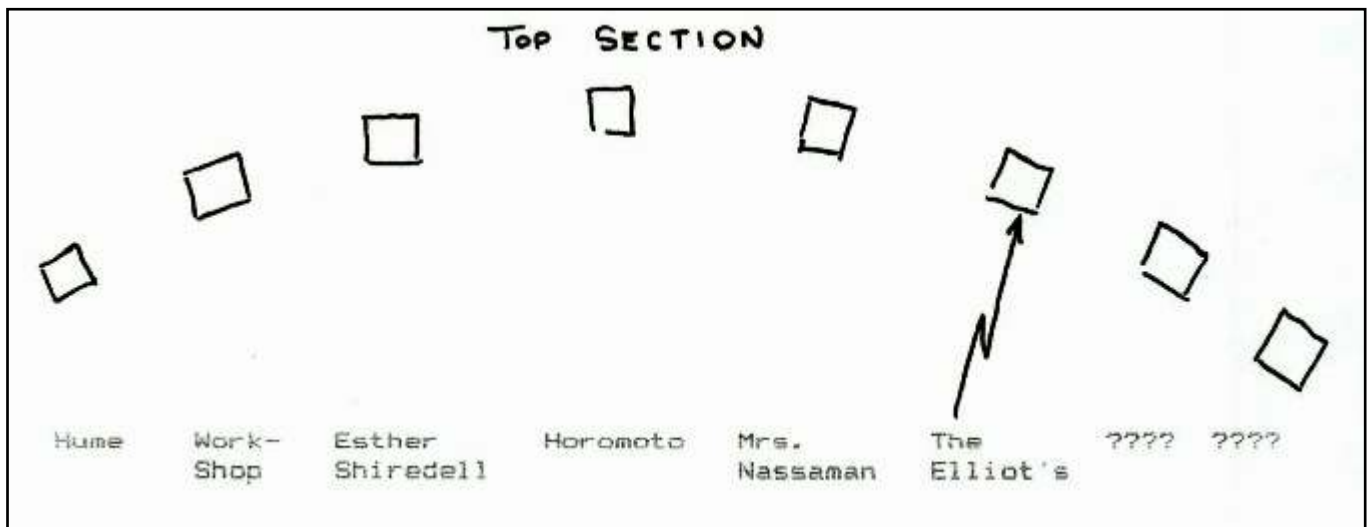 TOP SECTION
Hume Work- Esther Horomoto Mrs. The ???? ????
Shop Shiredell Nassaman Elliot's